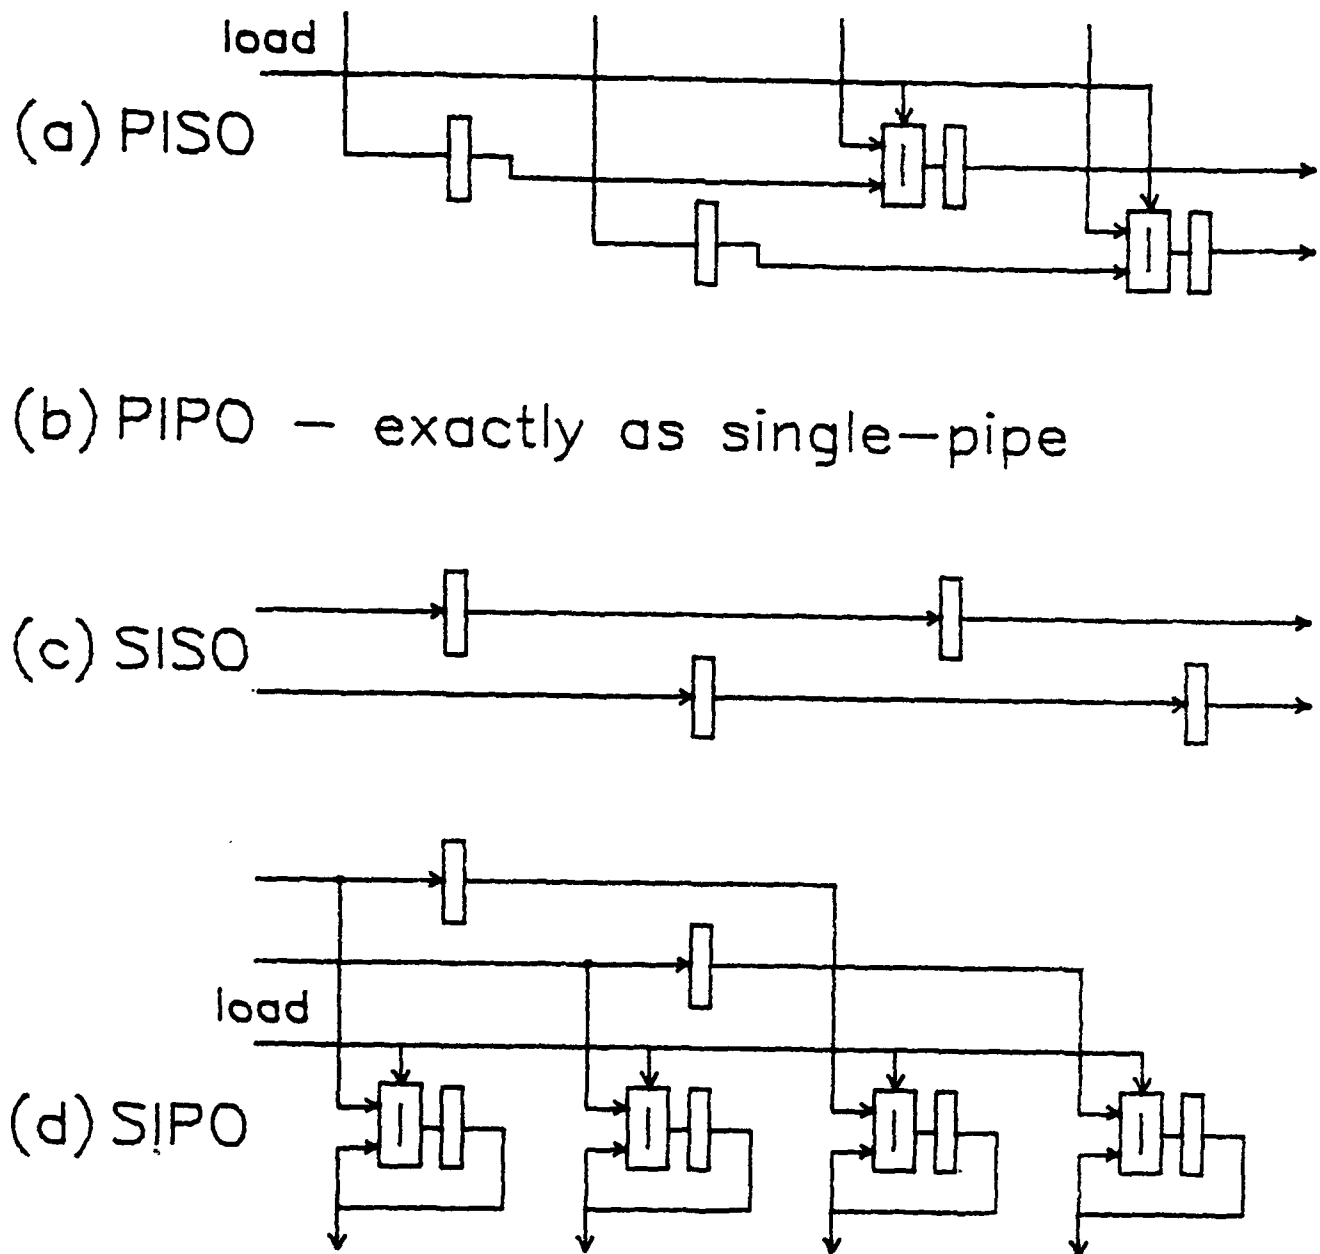 load
(a) PISO
(b) PIPO - exactly as single-pipe
(c) SISO
load
(d) SIPO